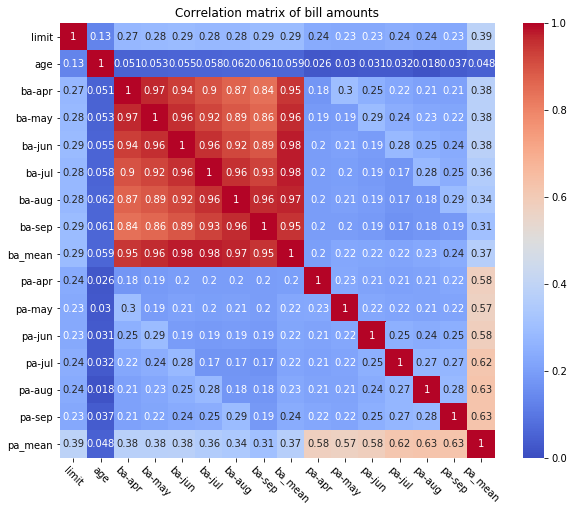 Correlation matrix of bill amounts
limit 1 0.13 0.27 0.28 0.29 0.28 0.28 0.29 0.29 0.24 0.23 0.23 0.24 0.24 0.23 0.39
age 0.13 1 0.051 0.053 0.055 0.058 0.062 0.061 0.059 0.026 0.03 0.031 0.032 0.018 0.037 0.048
ba-apr 0.27 0.051 1 0.97 0.94 0.9 0.87 0.84 0.95 0.18 0.3 0.25 0.22 0.21 0.21 0.38
ba-may 0.28 0.053 0.97 1 0.96 0.92 0.89 0.86 0.96 0.19 0.19 0.29 0.24 0.23 0.22 0.38
ba-jun 0.29 0.055 0.94 0.96 1 0.96 0.92 0.89 0.98 0.2 0.21 0.19 0.28 0.25 0.24 0.38
ba-jul 0.28 0.058 0.9 0.92 0.96 1 0.96 0.93 0.98 0.2 0.2 0.19 0.17 0.28 0.25 0.36
ba-aug 0.28 0.062 0.87 0.89 0.92 0.96 1 0.96 0.97 0.2 0.21 0.19 0.17 0.18 0.29 0.34
ba-sep 0.29 0.061 0.84 0.86 0.89 0.93 0.96 1 0.95 0.2 0.2 0.19 0.17 0.18 0.19 0.31
ba_mean 0.29 0.059 0.95 0.96 0.98 0.98 0.97 0.95 1 0.2 0.22 0.22 0.22 0.23 0.24 0.37
pa-apr 0.24 0.026 0.18 0.19 0.2 0.2 0.2 0.2 0.2 1 0.23 0.21 0.21 0.21 0.22 0.58
pa-may 0.23 0.03 0.3 0.19 0.21 0.2 0.21 0.2 0.22 0.23 1 0.22 0.22 0.21 0.22 0.57
pa-jun 0.23 0.031 0.25 0.29 0.19 0.19 0.19 0.19 0.22 0.21 0.22 1 0.25 0.24 0.25 0.58
pa-jul 0.24 0.032 0.22 0.24 0.28 0.17 0.17 0.17 0.22 0.21 0.22 0.25 1 0.27 0.27 0.62
pa-aug 0.24 0.018 0.21 0.23 0.25 0.28 0.18 0.18 0.23 0.21 0.21 0.24 0.27 1 0.28 0.63
pa-sep 0.23 0.037 0.21 0.22 0.24 0.25 0.29 0.19 0.24 0.22 0.22 0.25 0.27 0.28 1 0.63
pa_mean 0.39 0.048 0.38 0.38 0.38 0.36 0.34 0.31 0.37 0.58 0.57 0.58 0.62 0.63 0.63 1
limit age ba-apr ba-may ba-jun ba-jul ba-aug ba-sep ba_mean pa-apr pa-may pa-jun pa-jul pa-aug pa-sep pa_mean
1.0
0.8
0.6
0.4
0.2
0.0